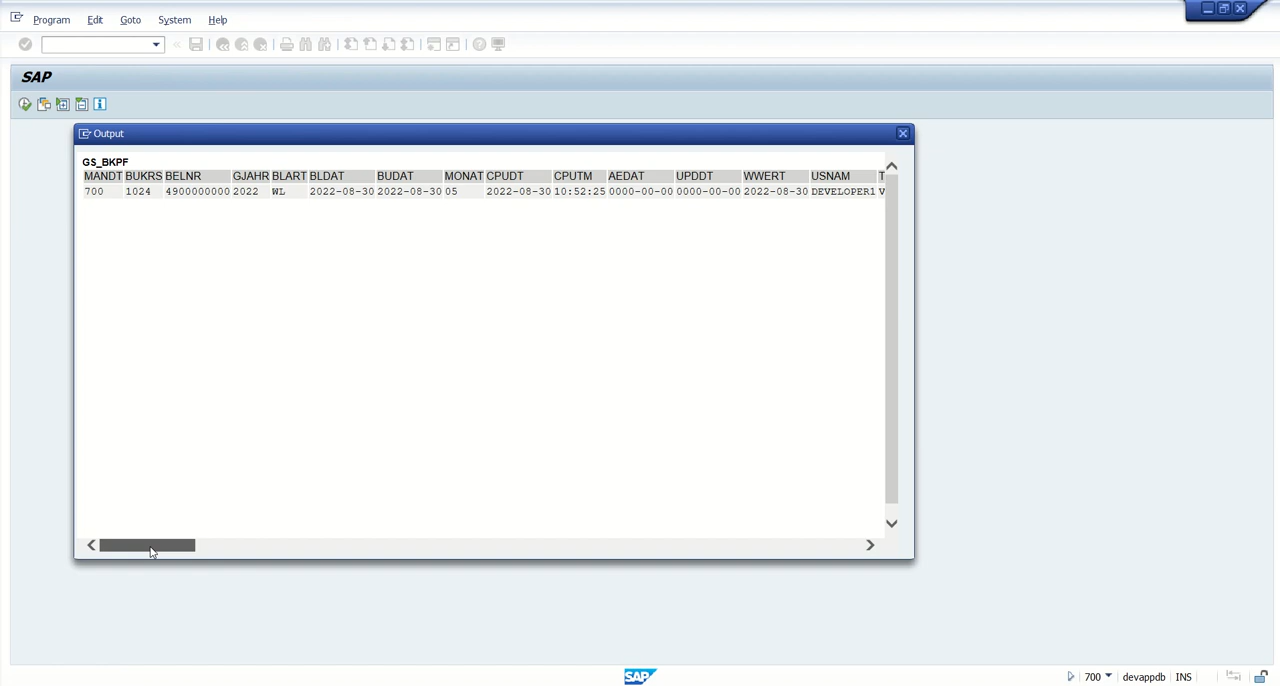 Program Edit Goto System Help
SAP
Output
GS_BKPF
MANDT BUKRS BELNR GJAHR BLART BLDAT BUDAT MONAT CPUDT CPUTM AEDAT UPDDT WWERT USNAM T
700 1024 4900000000 2022 WL 2022-08-30 2022-08-30 05 2022-08-30 10:52:25 0000-00-00 0000-00-00 2022-08-30 DEVELOPER1 V
SAP 700 devappdb INS